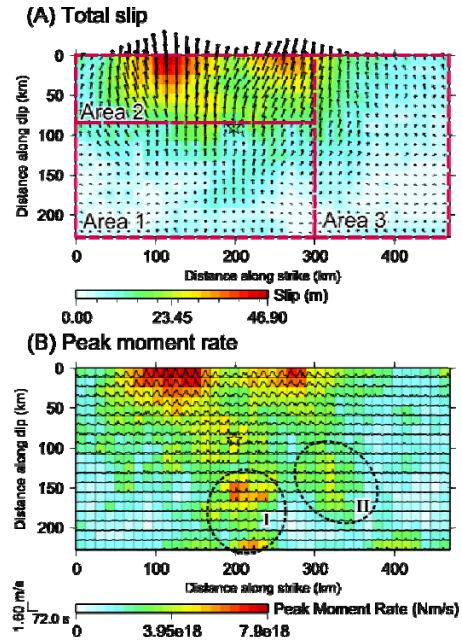 (A) Total slip
0
50
100
150
200
Distance along dip (km)
Area 2
Area 1
Area 3
0 100 200 300 400
Distance along strike (km)
Slip (m)
0.00 23.45 46.90
(B) Peak moment rate
0
50
100
150
200
Distance along dip (km)
I
II
0 100 200 300 400
Distance along strike (km)
1.60 m/s
72.0 s
Peak Moment Rate (Nm/s)
0 3.95e18 7.9e18